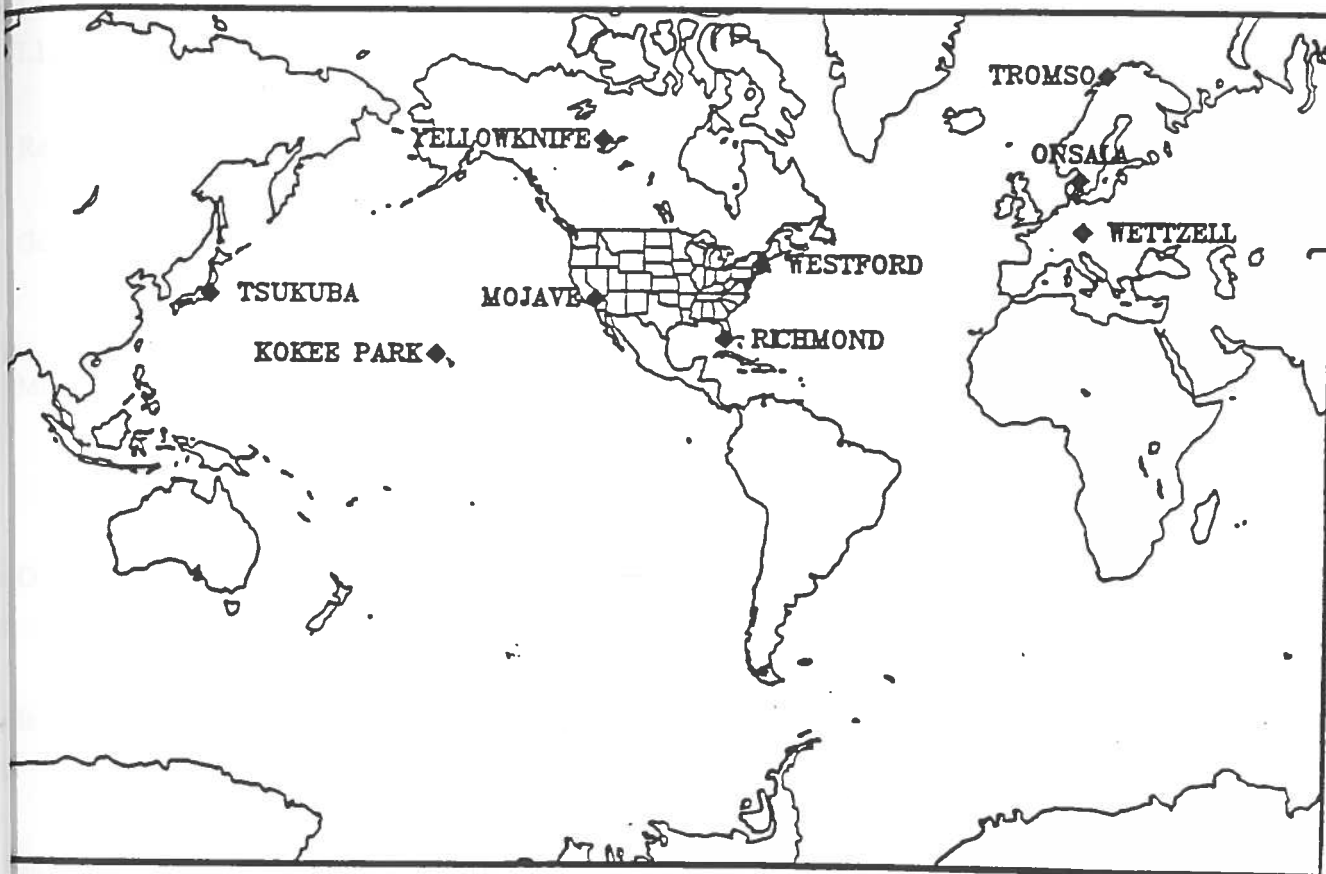 TROMSO
YELLOWKNIFE
ONSALA
WETTZELL
WESTFORD
TSUKUBA
MOJAVE
RICHMOND
KOKEE PARK